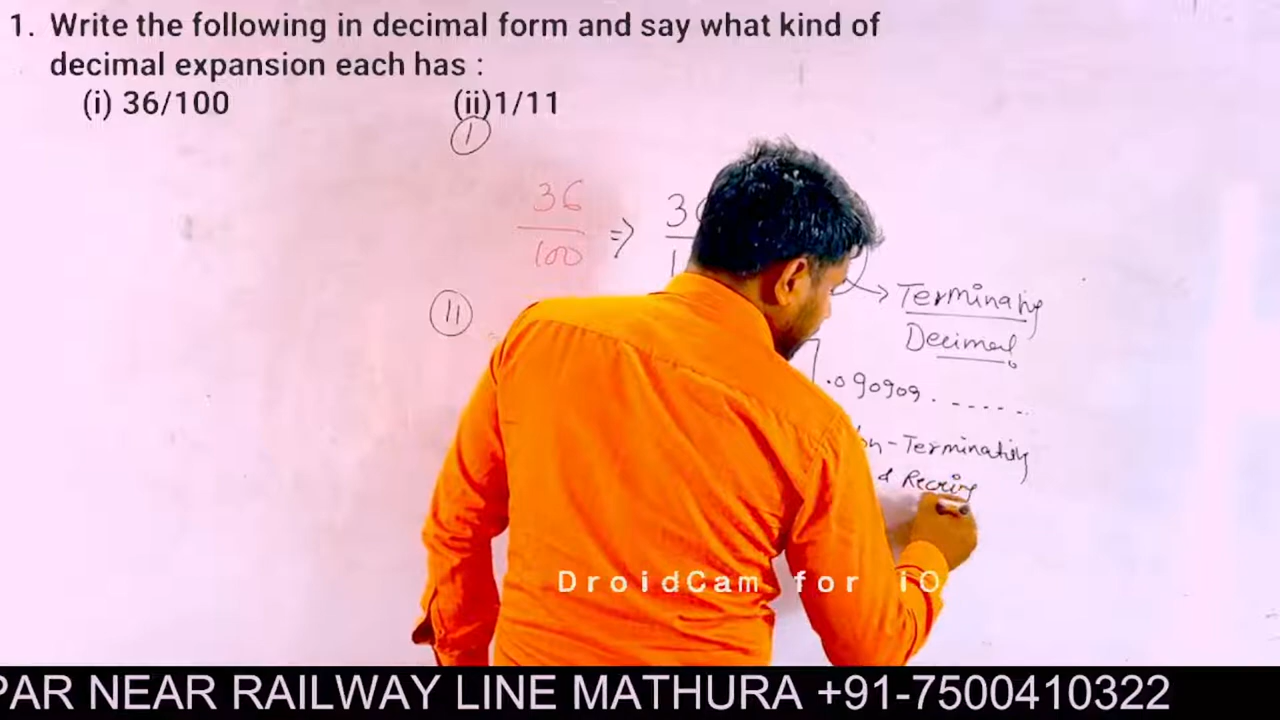 1. Write the following in decimal form and say what kind of
decimal expansion each has :
(i) 36/100 (ii)1/11
I
36
100
=>
3
1
Terminating
Decimal
II
.090909. ------
-Terminating
& Recring
DroidCam for iO
PAR NEAR RAILWAY LINE MATHURA +91-7500410322